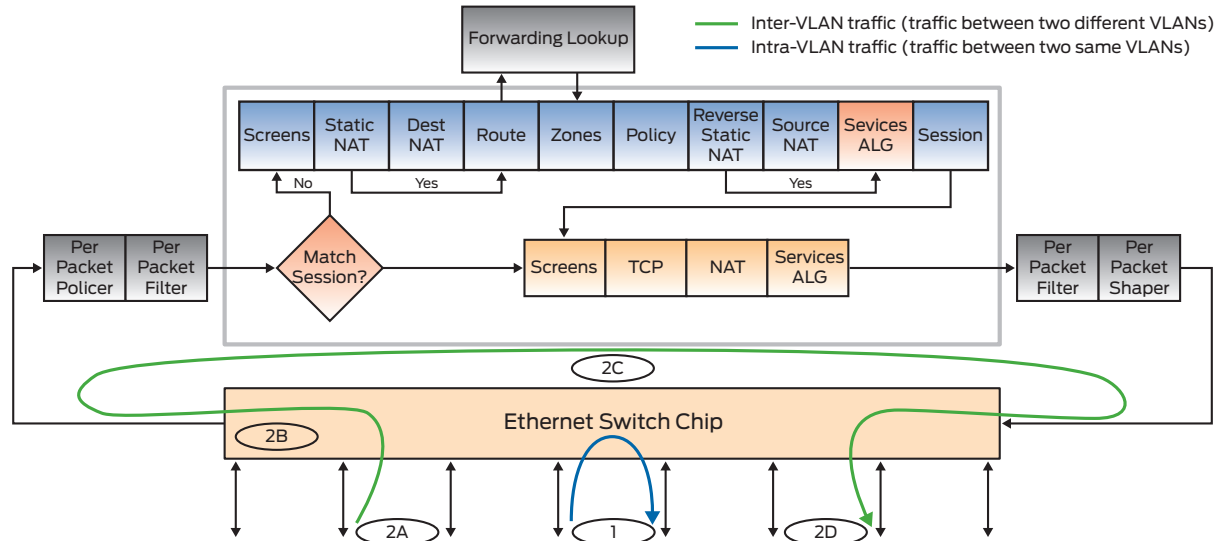 Forwarding Lookup
Inter-VLAN traffic (traffic between two different VLANs)
Intra-VLAN traffic (traffic between two same VLANs)
Screens
Static
NAT
Dest
NAT
Route
Zones
Policy
Reverse
Static
NAT
Source
NAT
Sevices
ALG
Session
No
Yes
Yes
Per
Packet
Policer
Per
Packet
Filter
Match
Session?
Screens
TCP
NAT
Services
ALG
Per
Packet
Filter
Per
Packet
Shaper
2C
Ethernet Switch Chip
2B
2A
1
2D